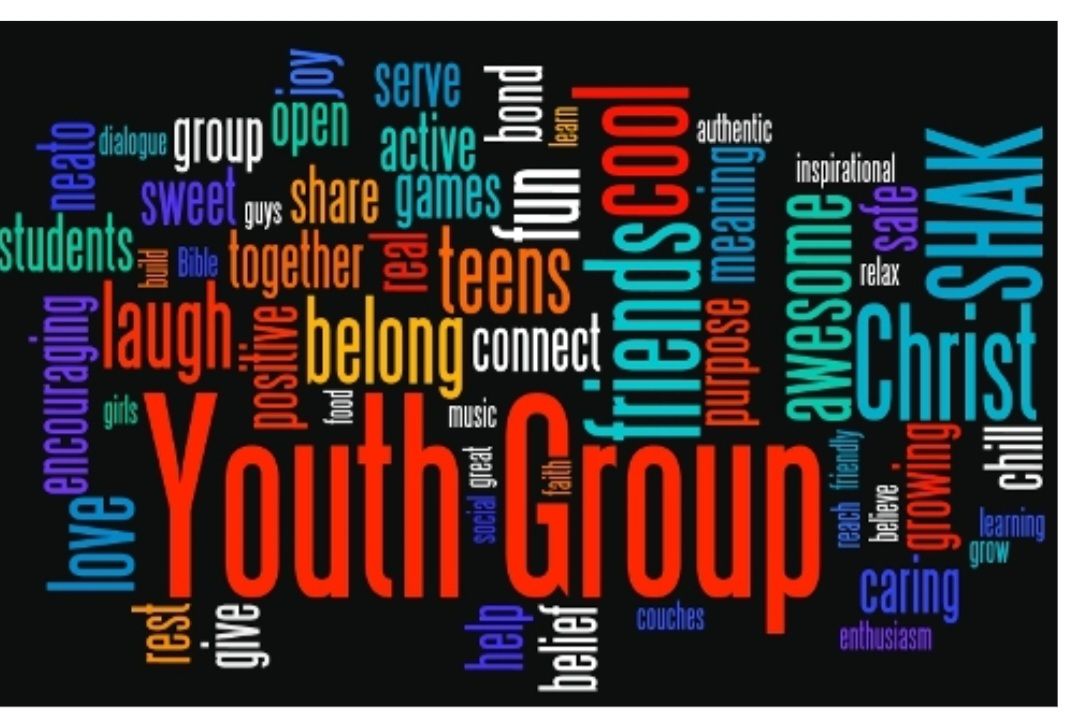 joy
serve
bond
learn
cool
authentic
neato
dialogue
group
open
active
meaning
inspirational
SHAK
sweet
guys
share
games
fun
safe
students
build
Bible
together
real
teens
friends
awesome
relax
encouraging
laugh
positive
belong
connect
purpose
Christ
girls
food
music
Youth Group
great
social
faith
reach
friendly
believe
growing
chill
learning
grow
love
caring
rest
give
help
belief
couches
enthusiasm